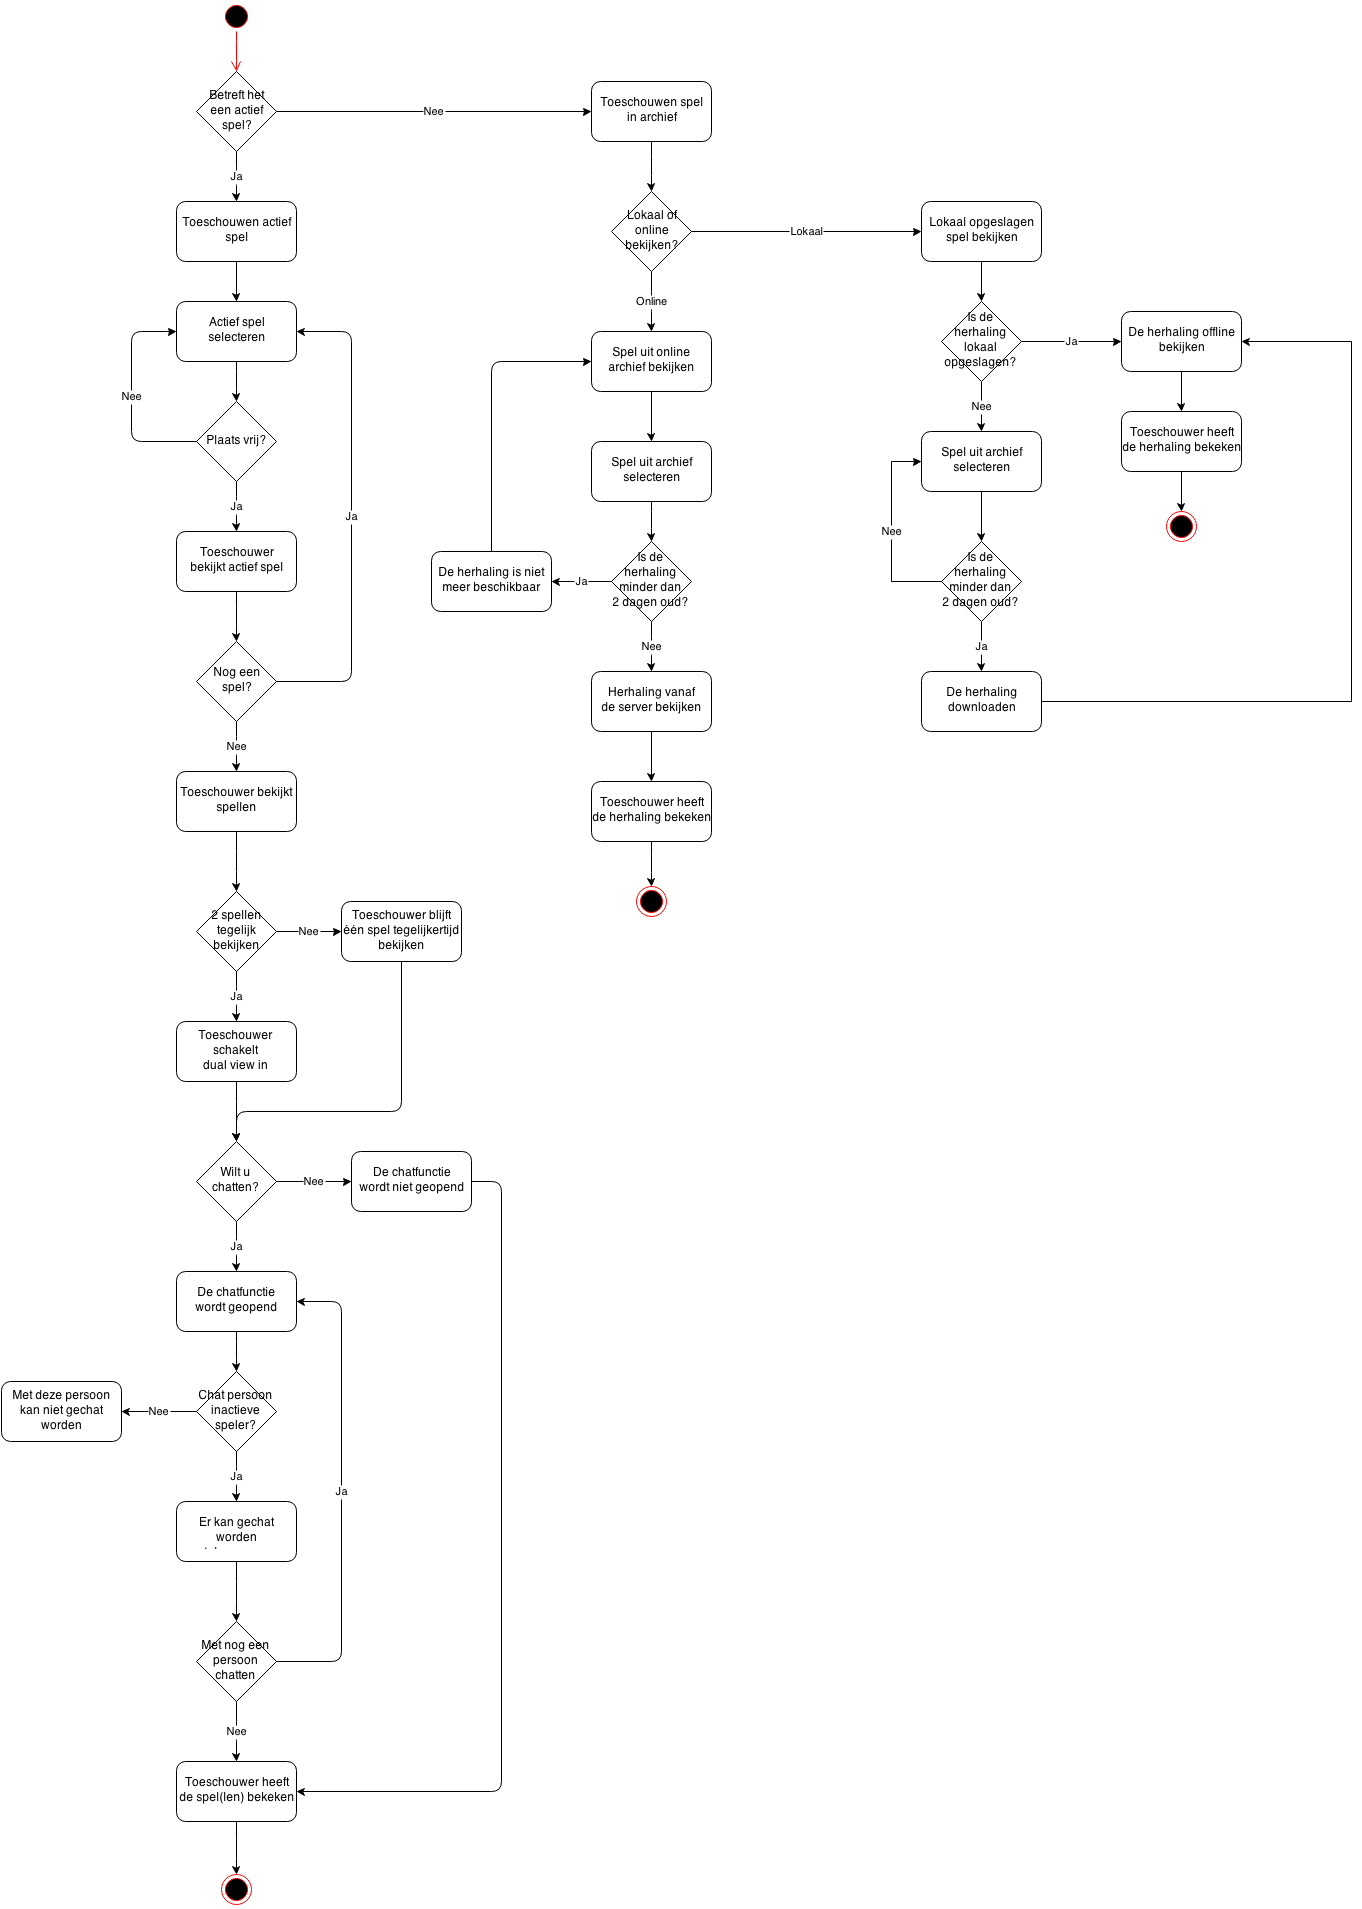 Betreft het
een actief
spel?
Nee
Toeschouwen spel
in archief
Ja
Toeschouwen actief
spel
Lokaal of
online
bekijken?
Lokaal
Lokaal opgeslagen
spel bekijken
Online
Actief spel
selecteren
Nee
Plaats vrij?
Ja
Toeschouwer
bekijkt actief spel
Ja
Nog een
spel?
Nee
Toeschouwer bekijkt
spellen
2 spellen
tegelijk
bekijken
Nee
Toeschouwer blijft
één spel tegelijkertijd
bekijken
Ja
Toeschouwer
schakelt
dual view in
Wilt u
chatten?
Nee
De chatfunctie
wordt niet geopend
Ja
De chatfunctie
wordt geopend
Chat persoon
inactieve
speler?
Nee
Met deze persoon
kan niet gechat
worden
Ja
Er kan gechat
worden
Ja
Met nog een
persoon
chatten
Nee
Toeschouwer heeft
de spel(len) bekeken
Spel uit online
archief bekijken
Spel uit archief
selecteren
Is de
herhaling
minder dan
2 dagen oud?
Ja
De herhaling is niet
meer beschikbaar
Nee
Herhaling vanaf
de server bekijken
Toeschouwer heeft
de herhaling bekeken
Is de
herhaling
lokaal
opgeslagen?
Ja
De herhaling offline
bekijken
Toeschouwer heeft
de herhaling bekeken
Nee
Spel uit archief
selecteren
Nee
Is de
herhaling
minder dan
2 dagen oud?
Ja
De herhaling
downloaden